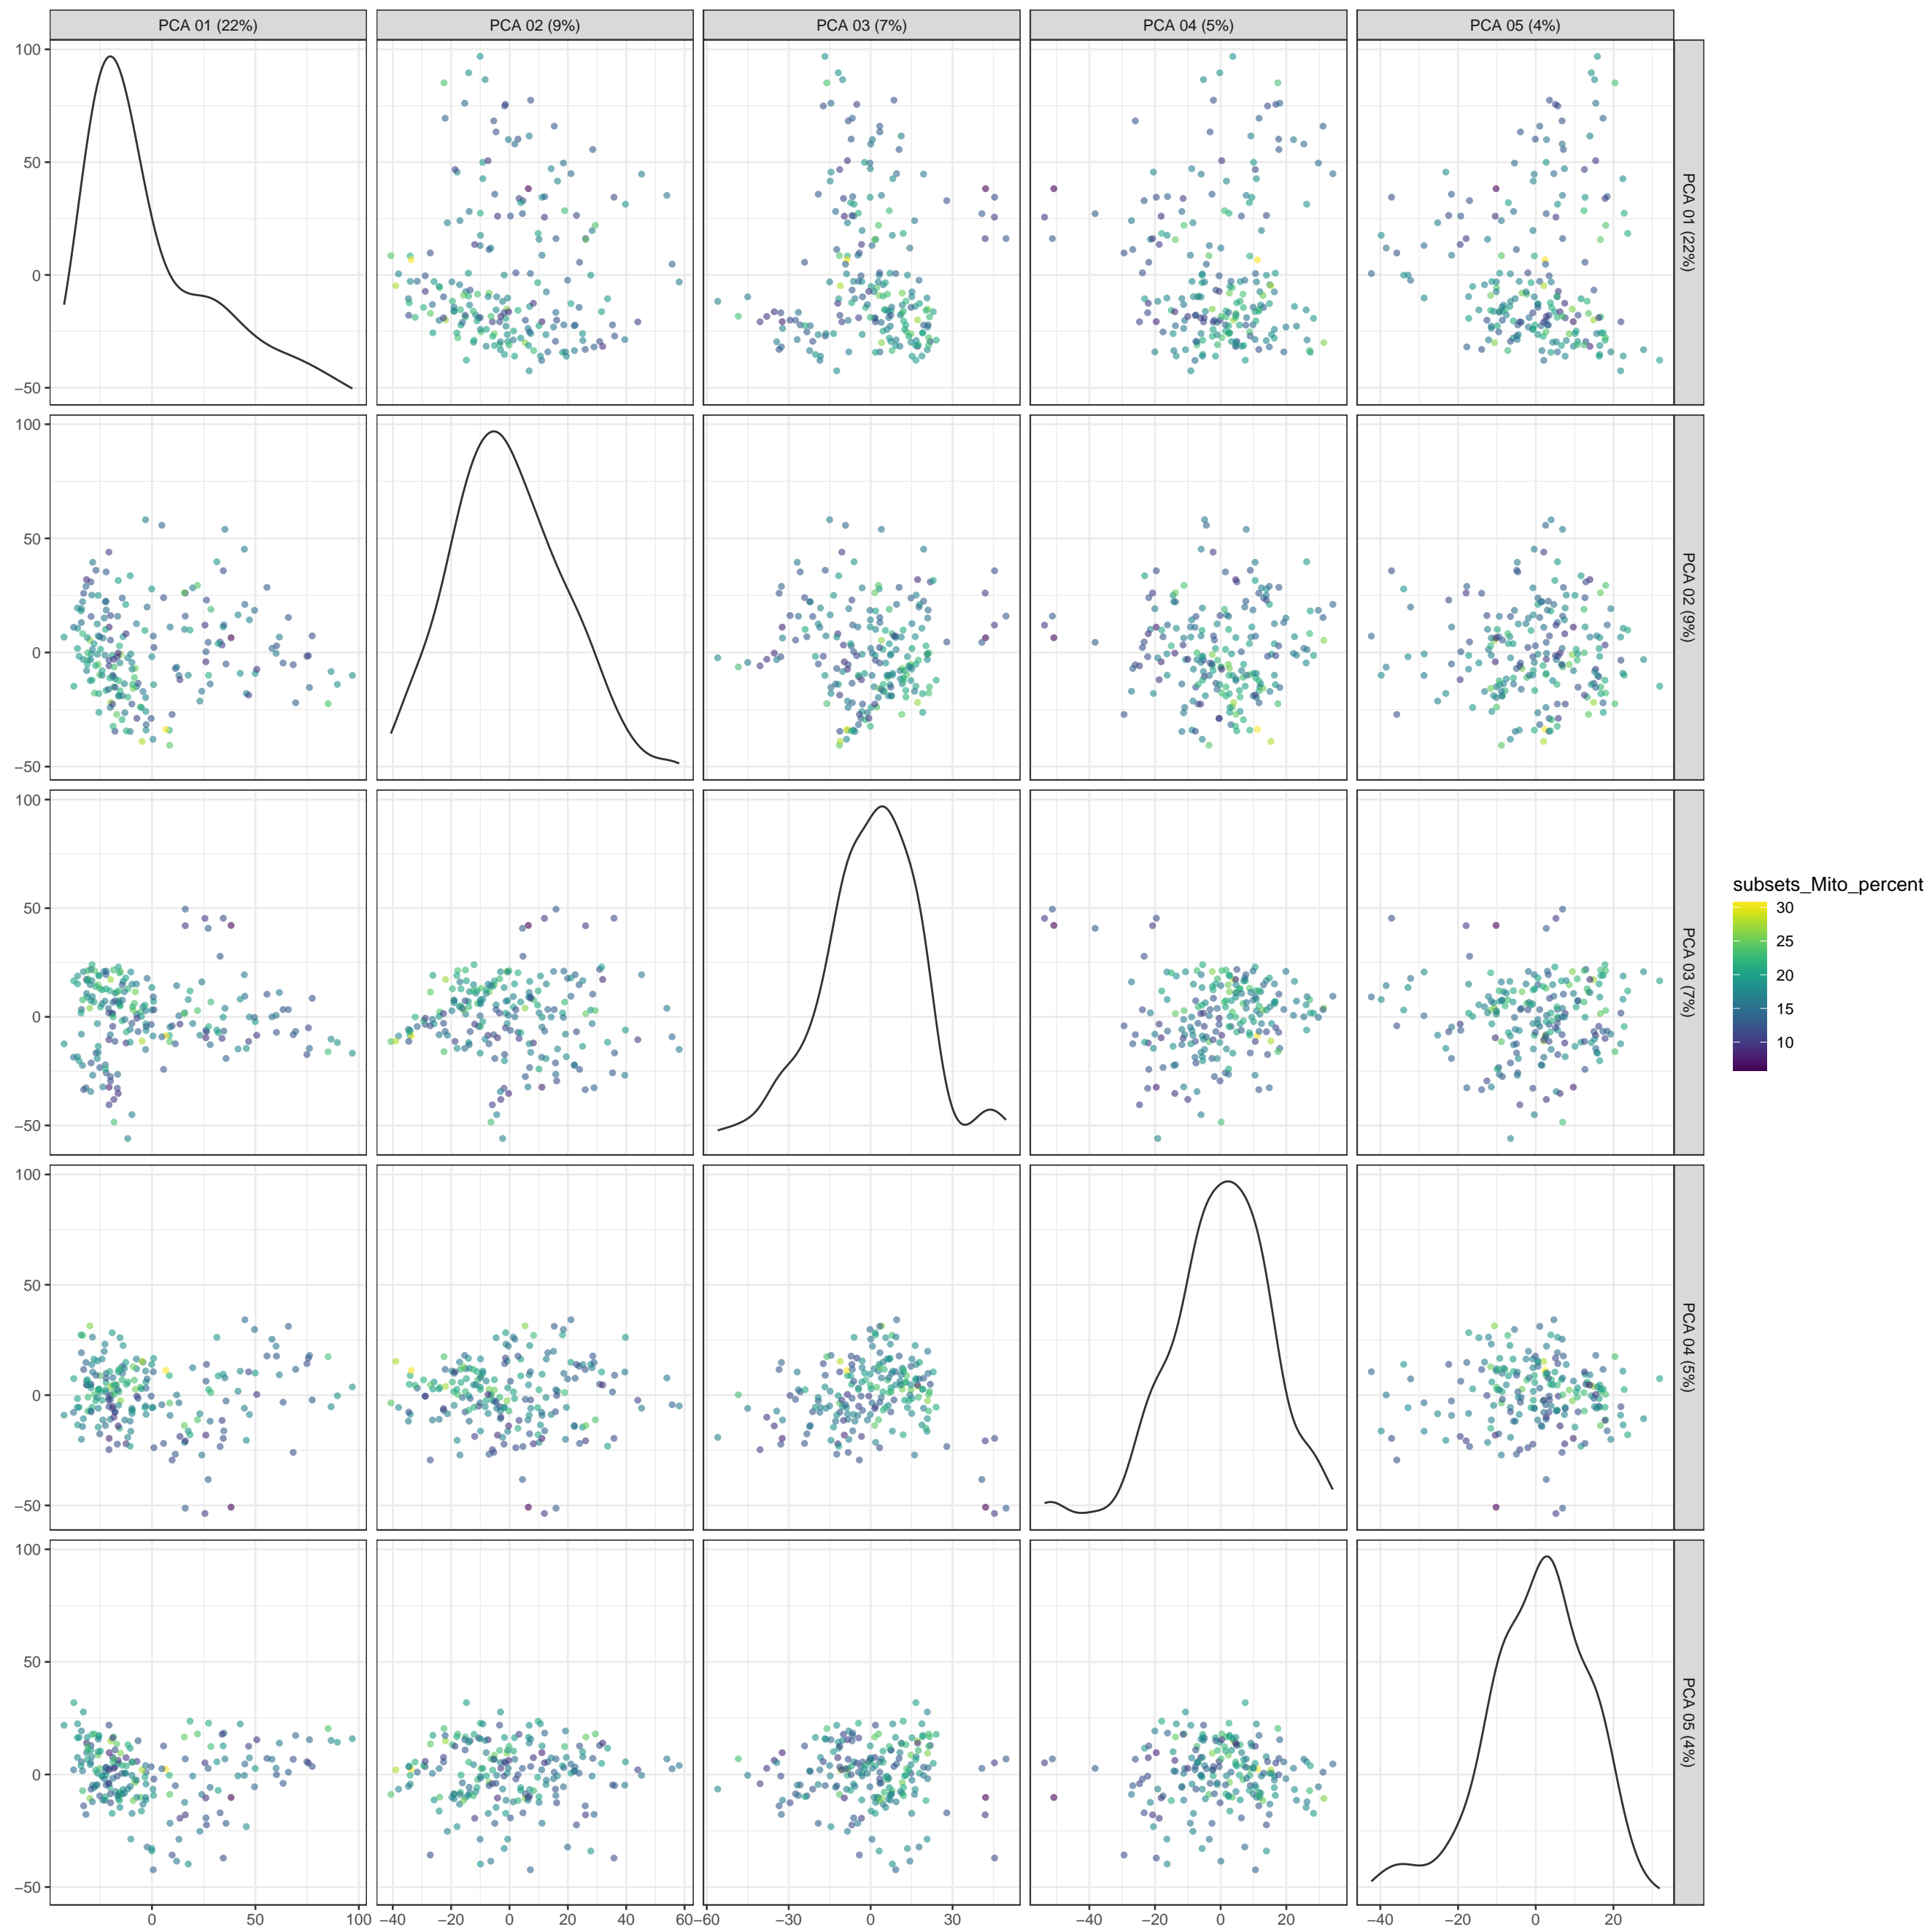 PCA 01 (22%)
PCA 02 (9%)
PCA 03 (7%)
PCA 04 (5%)
PCA 05 (4%)
100
50
0
−50
PCA 01 (22%)
100
50
0
−50
PCA 02 (9%)
100
50
0
−50
PCA 03 (7%)
subsets_Mito_percent
30
25
20
15
10
100
50
0
−50
PCA 04 (5%)
100
50
0
−50
PCA 05 (4%)
0 50 100
−40 −20 0 20 40 60
−60 −30 0 30
−40 −20 0 20
−40 −20 0 20